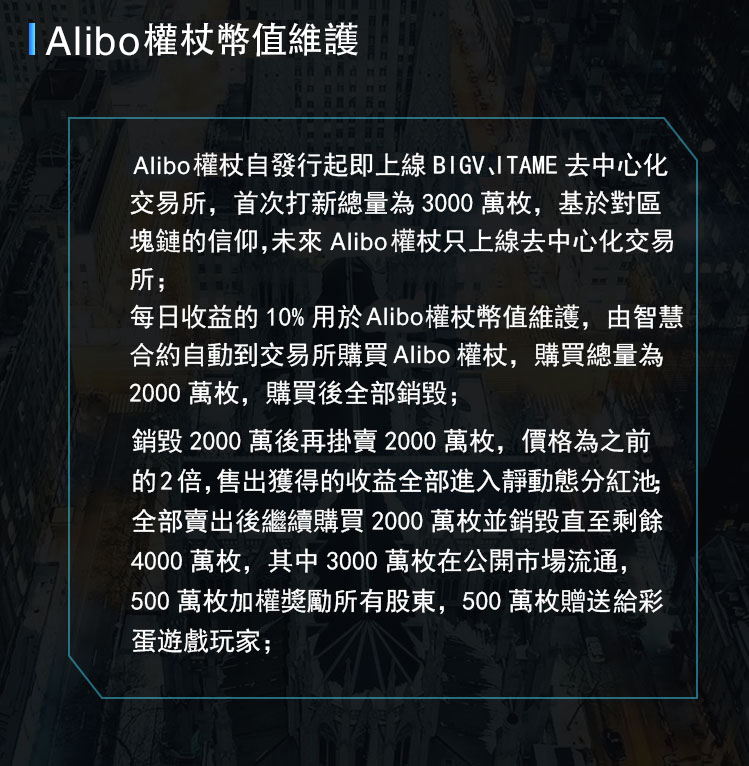 Alibo權杖幣值維護
Alibo權杖自發行起即上線 BIGV、ITAME 去中心化
交易所，首次打新總量為 3000 萬枚，基於對區
塊鏈的信仰,未來 Alibo權杖只上線去中心化交易
所；
每日收益的 10% 用於Alibo權杖幣值維護，由智慧
合約自動到交易所購買Alibo 權杖，購買總量為
2000 萬枚，購買後全部銷毀；
銷毀 2000 萬後再掛賣 2000 萬枚，價格為之前
的2倍,售出獲得的收益全部進入靜動態分紅池;
全部賣出後繼續購買 2000 萬枚並銷毀直至剩餘
4000 萬枚，其中 3000 萬枚在公開市場流通，
500 萬枚加權獎勵所有股東，500 萬枚贈送給彩
蛋遊戲玩家；